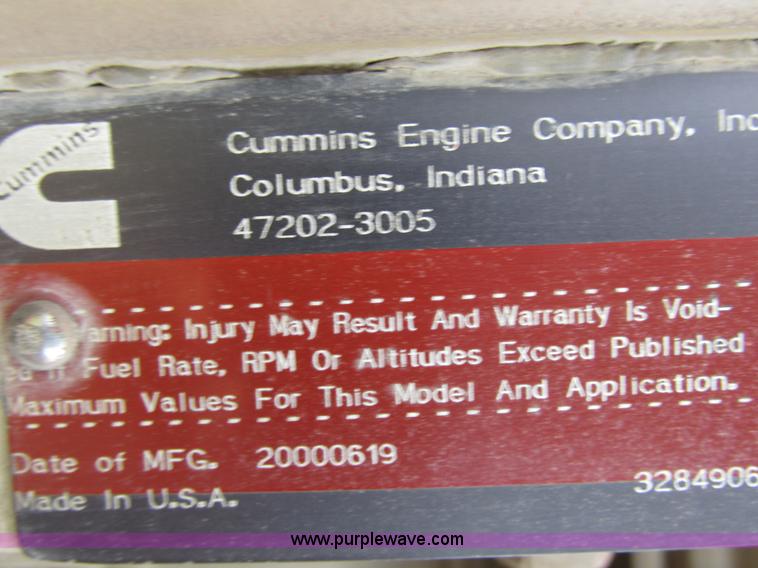 Cummins
Cummins Engine Company, Inc
Columbus, Indiana
47202-3005
Warning: Injury May Result And Warranty Is Void-
ed If Fuel Rate, RPM Or Altitudes Exceed Published
Maximum Values For This Model And Application.
Date of MFG. 20000619
Made In U.S.A.
3284906
www.purplewave.com